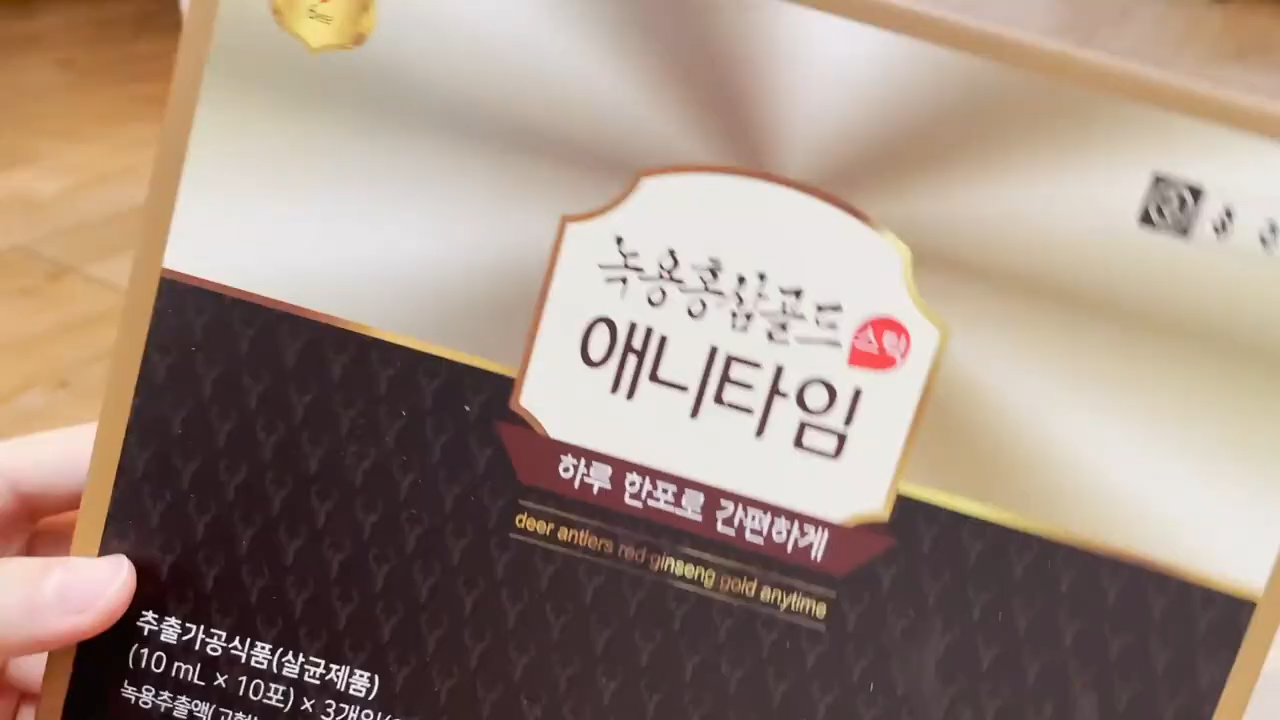 녹용홍삼골드
스틱
애니타임
하루 한포로 간편하게
deer antlers red ginseng gold anytime
추출가공식품(살균제품)
(10 mL × 10포) × 3개입
녹용추출액